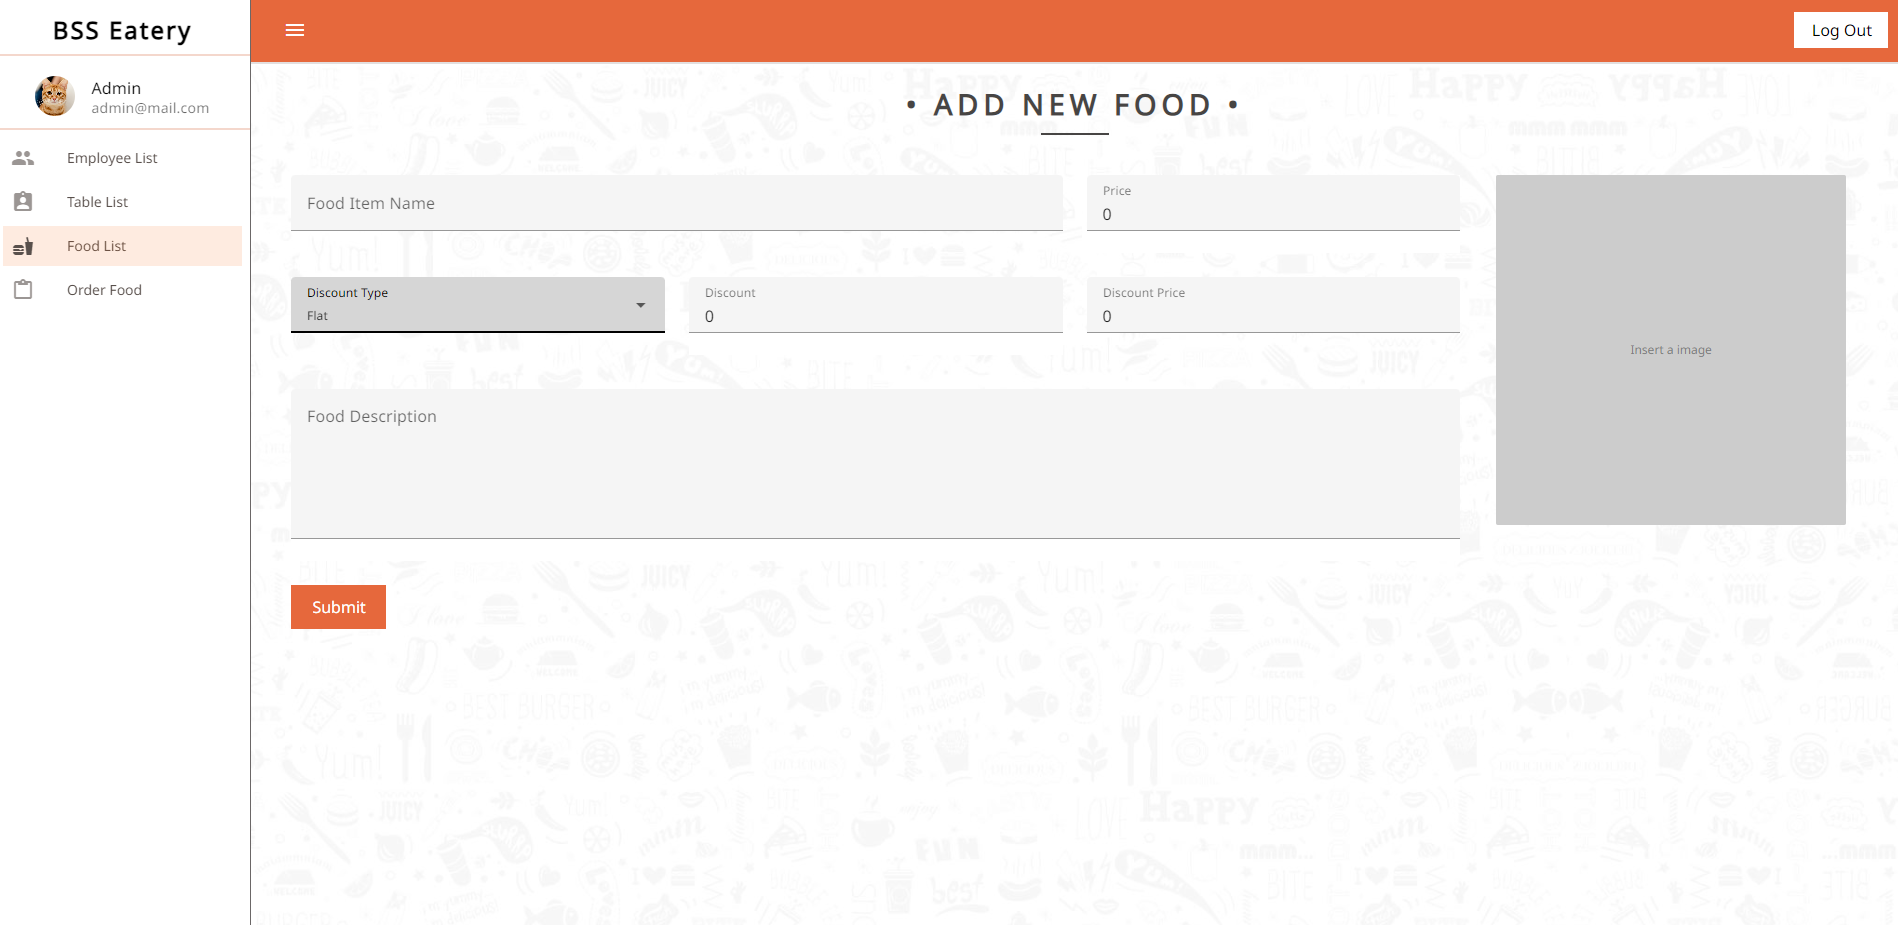 BSS Eatery
Log Out
Admin
admin@mail.com
Employee List
Table List
Food List
Order Food
• ADD NEW FOOD •
Food Item Name
Price
0
Discount Type
Flat
Discount
0
Discount Price
0
Insert a image
Food Description
Submit